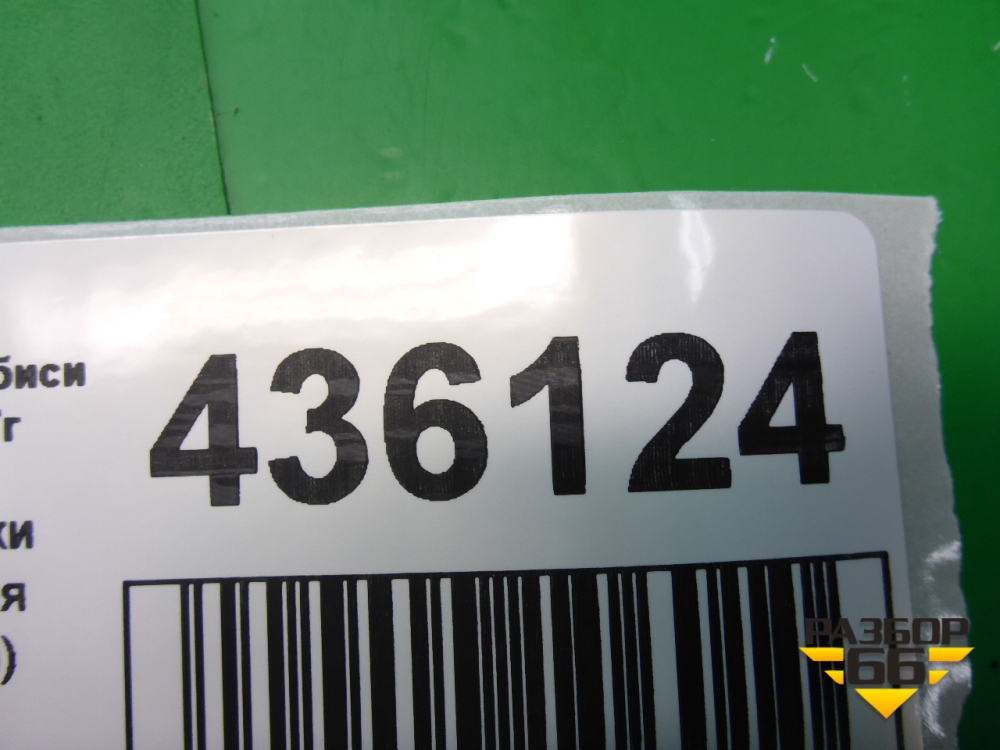 436124
биси
г
ки
я
)
РАЗБОР
66